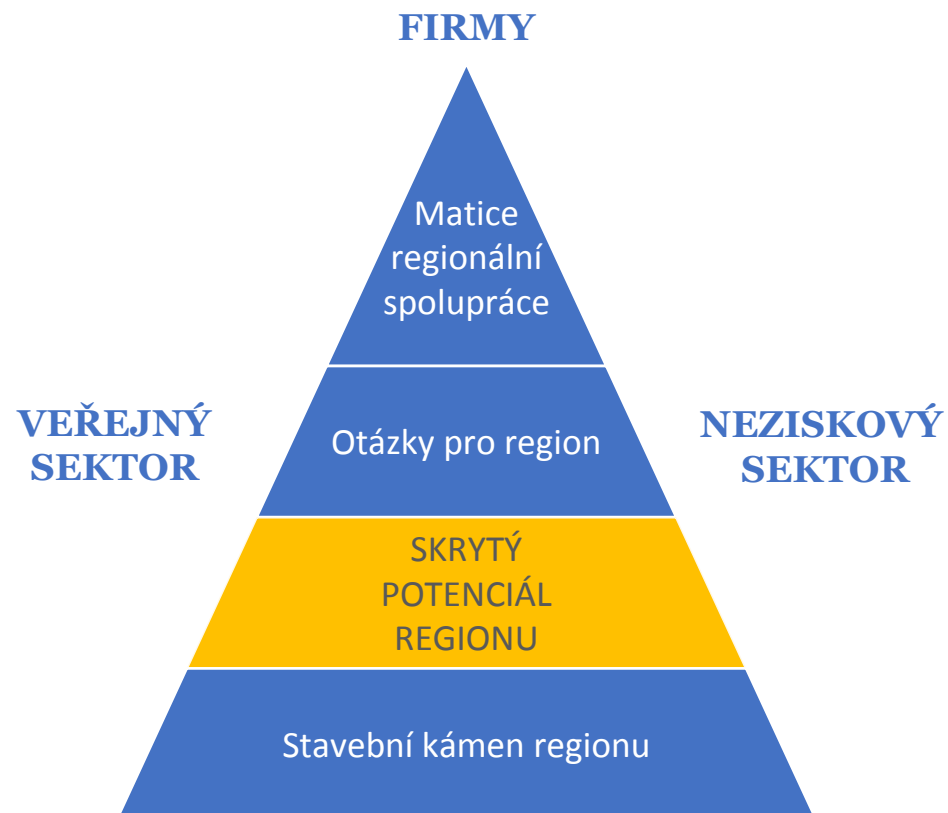 FIRMY
Matice
regionální
spolupráce
VEŘEJNÝ
SEKTOR
Otázky pro region
NEZISKOVÝ
SEKTOR
SKRYTÝ
POTENCIÁL
REGIONU
Stavební kámen regionu